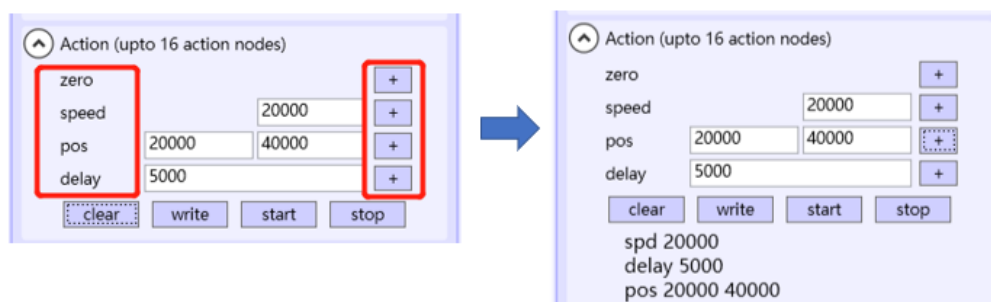 Action (upto 16 action nodes)
zero +
speed 20000 +
pos 20000 40000 +
delay 5000 +
clear write start stop
Action (upto 16 action nodes)
zero +
speed 20000 +
pos 20000 40000 +
delay 5000 +
clear write start stop
spd 20000
delay 5000
pos 20000 40000